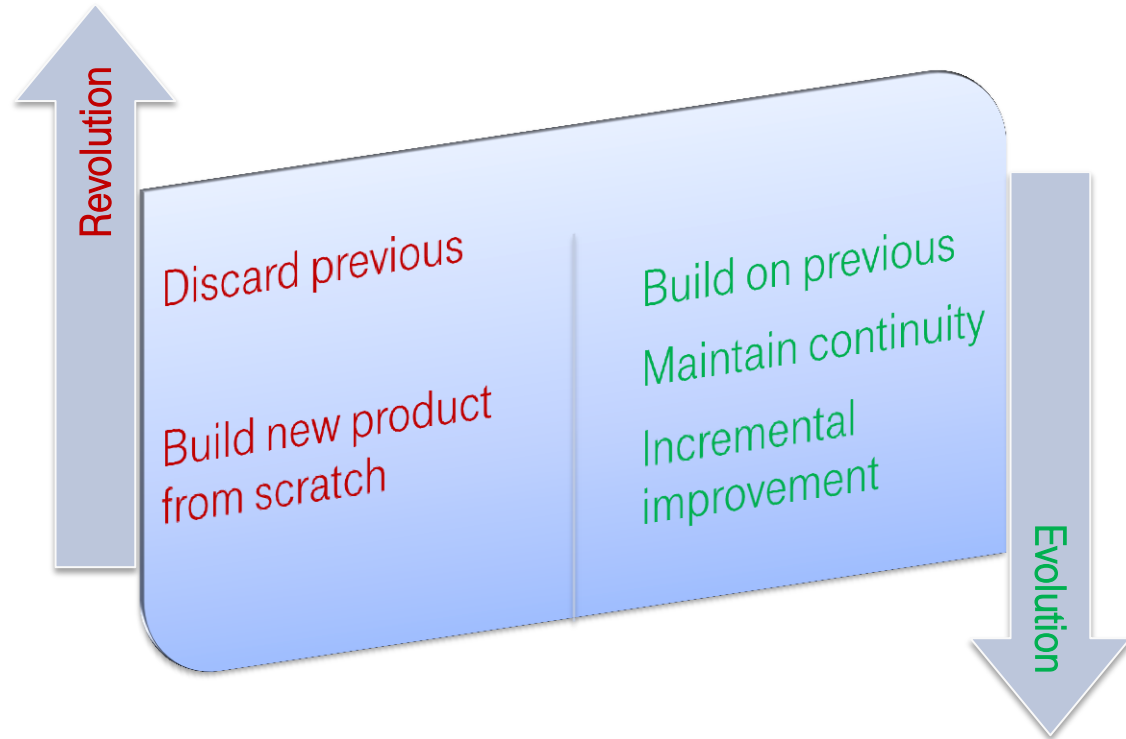 Revolution
Discard previous
Build new product
from scratch
Build on previous
Maintain continuity
Incremental
improvement
Evolution